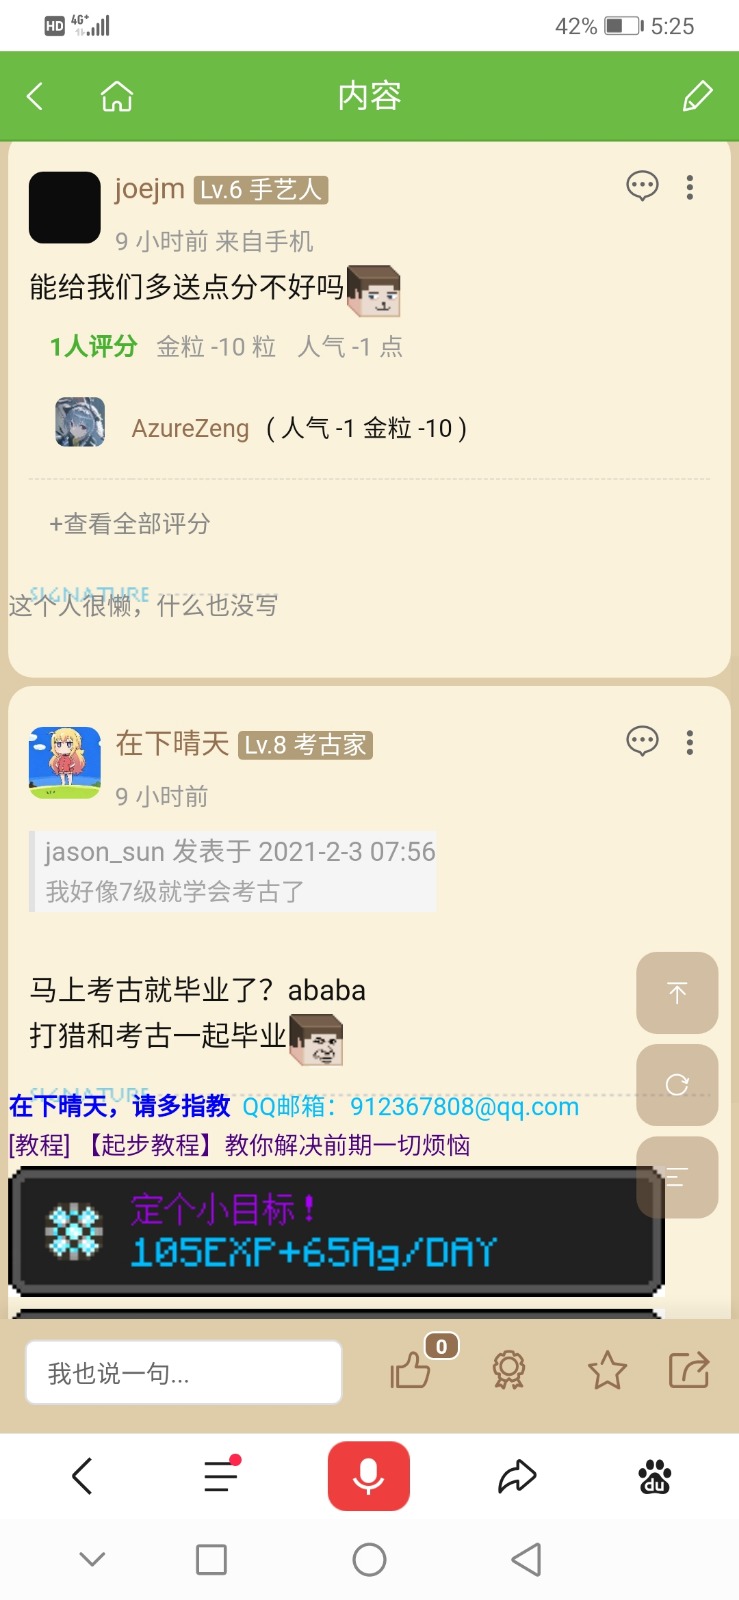 HD 4G+ 42% 5:25
内容
joejm Lv.6 手艺人
9 小时前 来自手机
能给我们多送点分不好吗
1人评分 金粒 -10 粒 人气 -1 点
AzureZeng ( 人气 -1 金粒 -10 )
+查看全部评分
SIGNATURE
这个人很懒，什么也没写
在下晴天 Lv.8 考古家
9 小时前
jason_sun 发表于 2021-2-3 07:56
我好像7级就学会考古了
马上考古就毕业了？ababa
打猎和考古一起毕业
SIGNATURE
在下晴天，请多指教 QQ邮箱：912367808@qq.com
[教程] 【起步教程】教你解决前期一切烦恼
定个小目标！
105EXP+65Ag/DAY
我也说一句... 0
du